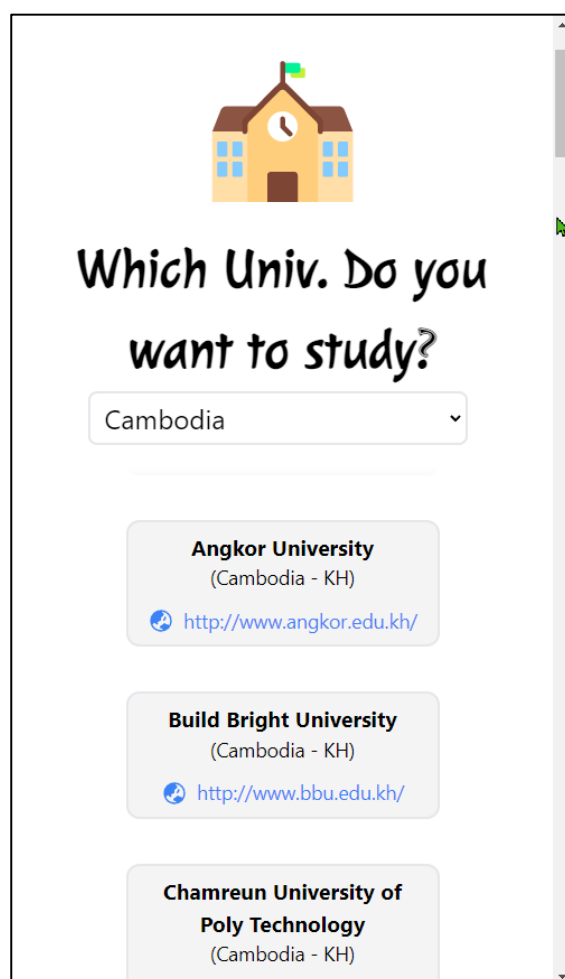 Which Univ. Do you
want to study?
Cambodia
Angkor University
(Cambodia - KH)
http://www.angkor.edu.kh/
Build Bright University
(Cambodia - KH)
http://www.bbu.edu.kh/
Chamreun University of
Poly Technology
(Cambodia - KH)